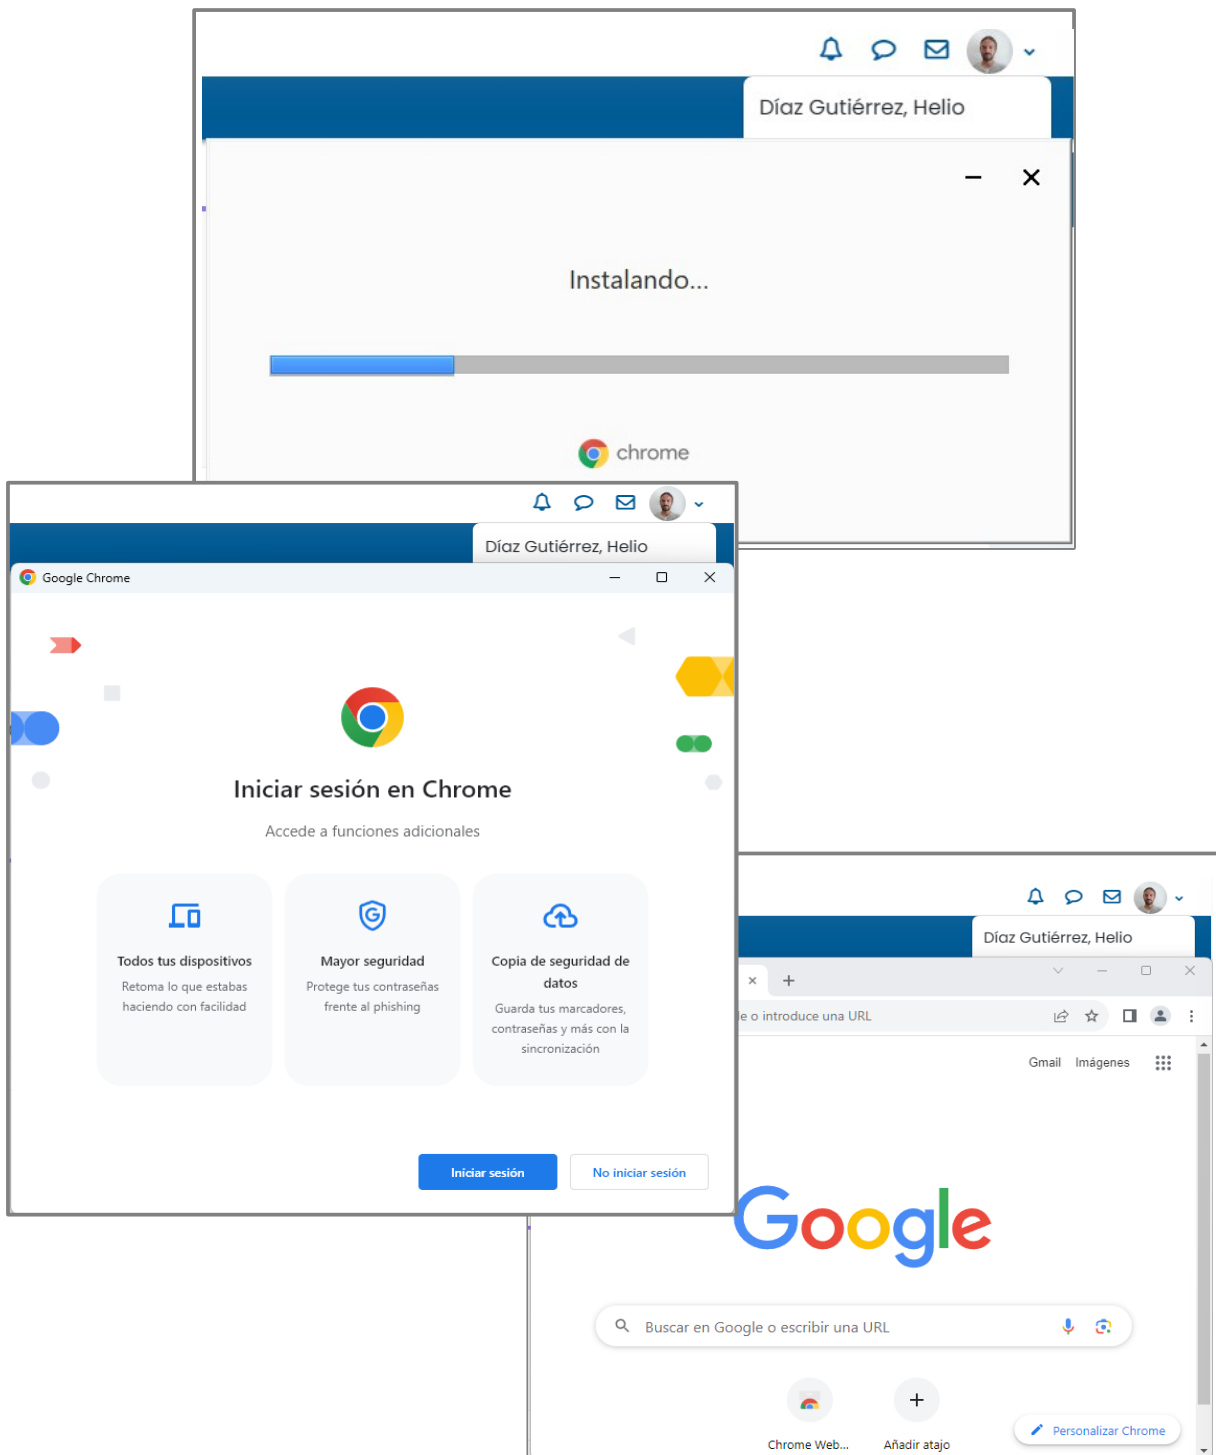 Díaz Gutiérrez, Helio
Instalando...
chrome
Díaz Gutiérrez, Helio
Google Chrome
Iniciar sesión en Chrome
Accede a funciones adicionales
Todos tus dispositivos
Retoma lo que estabas
haciendo con facilidad
Mayor seguridad
Protege tus contraseñas
frente al phishing
Copia de seguridad de
datos
Guarda tus marcadores,
contraseñas y más con la
sincronización
Iniciar sesión
No iniciar sesión
Díaz Gutiérrez, Helio
o introduce una URL
Gmail Imágenes
Google
Buscar en Google o escribir una URL
Chrome Web...
Añadir atajo
Personalizar Chrome